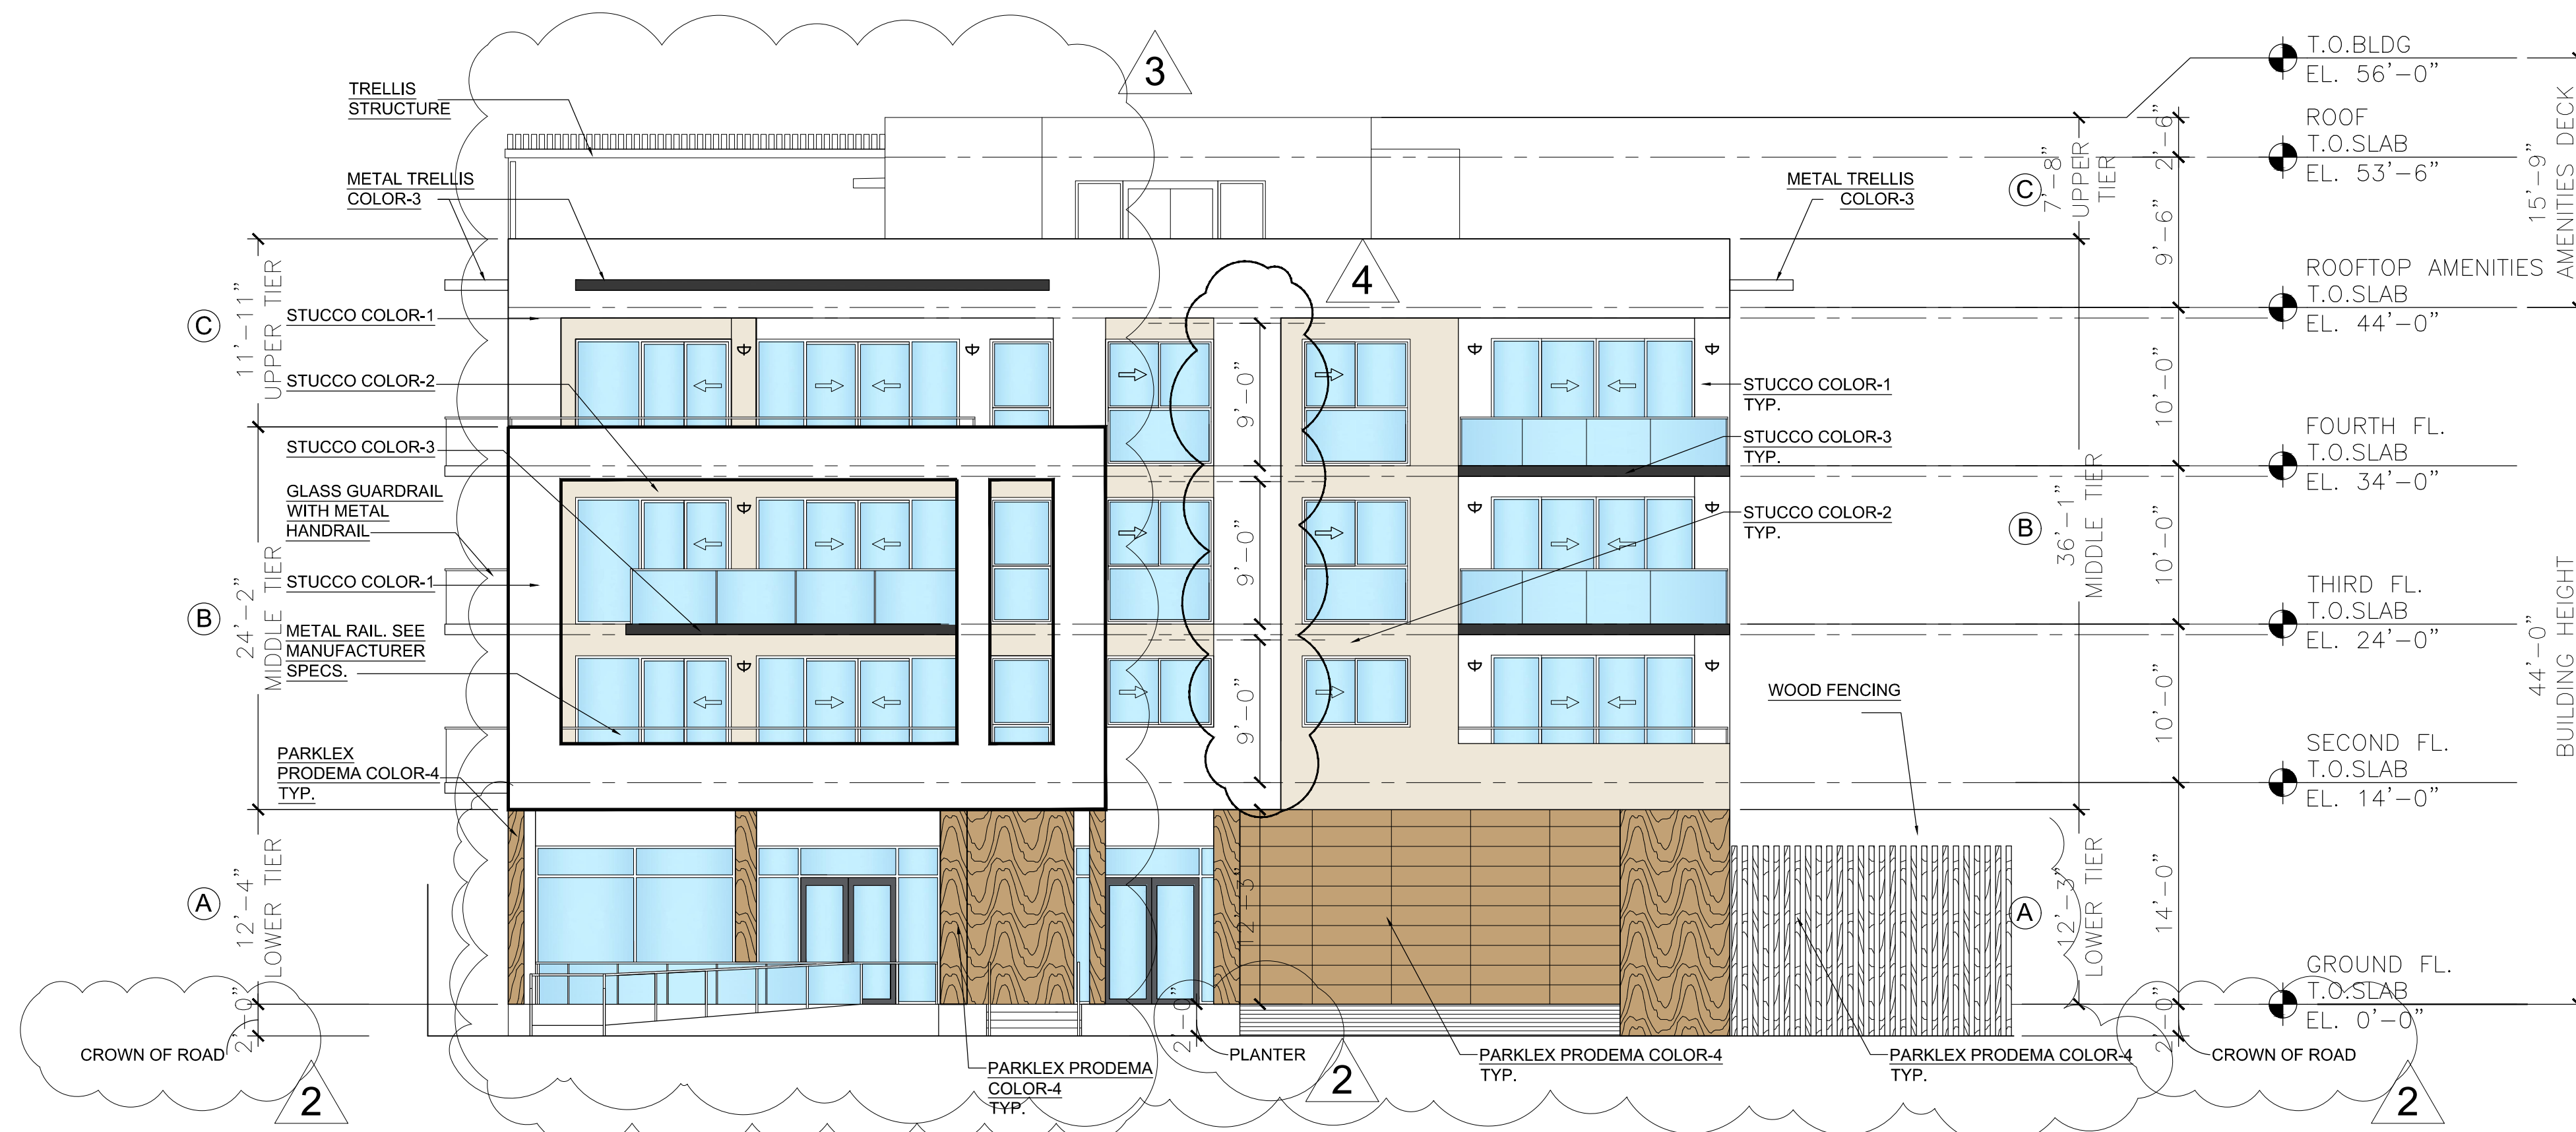 3
TRELLIS
STRUCTURE
METAL TRELLIS
COLOR-3
STUCCO COLOR-1
STUCCO COLOR-2
STUCCO COLOR-3
GLASS GUARDRAIL
WITH METAL
HANDRAIL
STUCCO COLOR-1
METAL RAIL. SEE
MANUFACTURER
SPECS.
PARKLEX
PRODEMA COLOR-4
TYP.
C
11'-11"
UPPER TIER
B
24'-2"
MIDDLE TIER
A
12'-4"
LOWER TIER
2'-0"
CROWN OF ROAD
2
4
9'-0"
9'-0"
9'-0"
12'-3"
2'-0"
PLANTER
2
PARKLEX PRODEMA
COLOR-4
TYP.
PARKLEX PRODEMA COLOR-4
TYP.
PARKLEX PRODEMA COLOR-4
TYP.
METAL TRELLIS
COLOR-3
STUCCO COLOR-1
TYP.
STUCCO COLOR-3
TYP.
STUCCO COLOR-2
TYP.
WOOD FENCING
C
7'-8"
UPPER
TIER
B
36'-1"
MIDDLE TIER
A
12'-3"
LOWER TIER
2'-6"
9'-6"
10'-0"
10'-0"
10'-0"
14'-0"
2'-0"
CROWN OF ROAD
2
T.O.BLDG
EL. 56'-0"
ROOF
T.O.SLAB
EL. 53'-6"
ROOFTOP AMENITIES
T.O.SLAB
EL. 44'-0"
FOURTH FL.
T.O.SLAB
EL. 34'-0"
THIRD FL.
T.O.SLAB
EL. 24'-0"
SECOND FL.
T.O.SLAB
EL. 14'-0"
GROUND FL.
T.O.SLAB
EL. 0'-0"
15'-9"
AMENITIES DECK
44'-0"
BUILDING HEIGHT